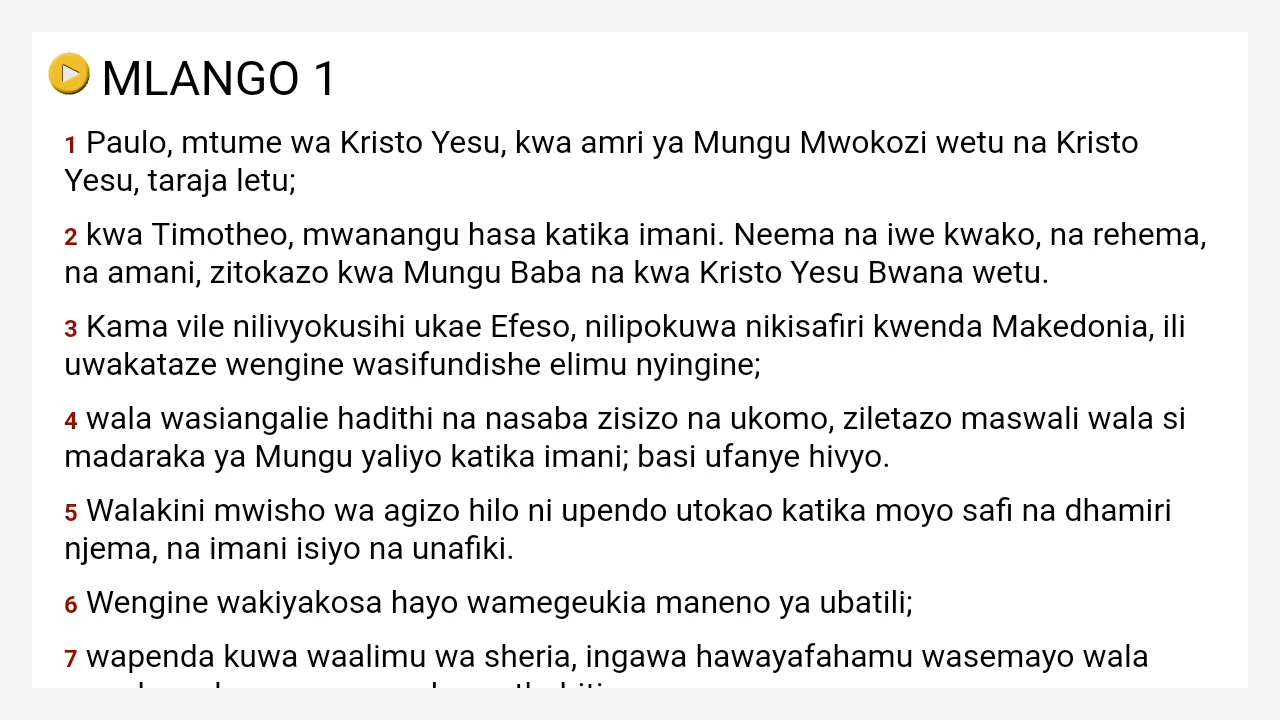 MLANGO 1
1 Paulo, mtume wa Kristo Yesu, kwa amri ya Mungu Mwokozi wetu na Kristo
Yesu, taraja letu;
2 kwa Timotheo, mwanangu hasa katika imani. Neema na iwe kwako, na rehema,
na amani, zitokazo kwa Mungu Baba na kwa Kristo Yesu Bwana wetu.
3 Kama vile nilivyokusihi ukae Efeso, nilipokuwa nikisafiri kwenda Makedonia, ili
uwakataze wengine wasifundishe elimu nyingine;
4 wala wasiangalie hadithi na nasaba zisizo na ukomo, ziletazo maswali wala si
madaraka ya Mungu yaliyo katika imani; basi ufanye hivyo.
5 Walakini mwisho wa agizo hilo ni upendo utokao katika moyo safi na dhamiri
njema, na imani isiyo na unafiki.
6 Wengine wakiyakosa hayo wamegeukia maneno ya ubatili;
7 wapenda kuwa waalimu wa sheria, ingawa hawayafahamu wasemayo wala